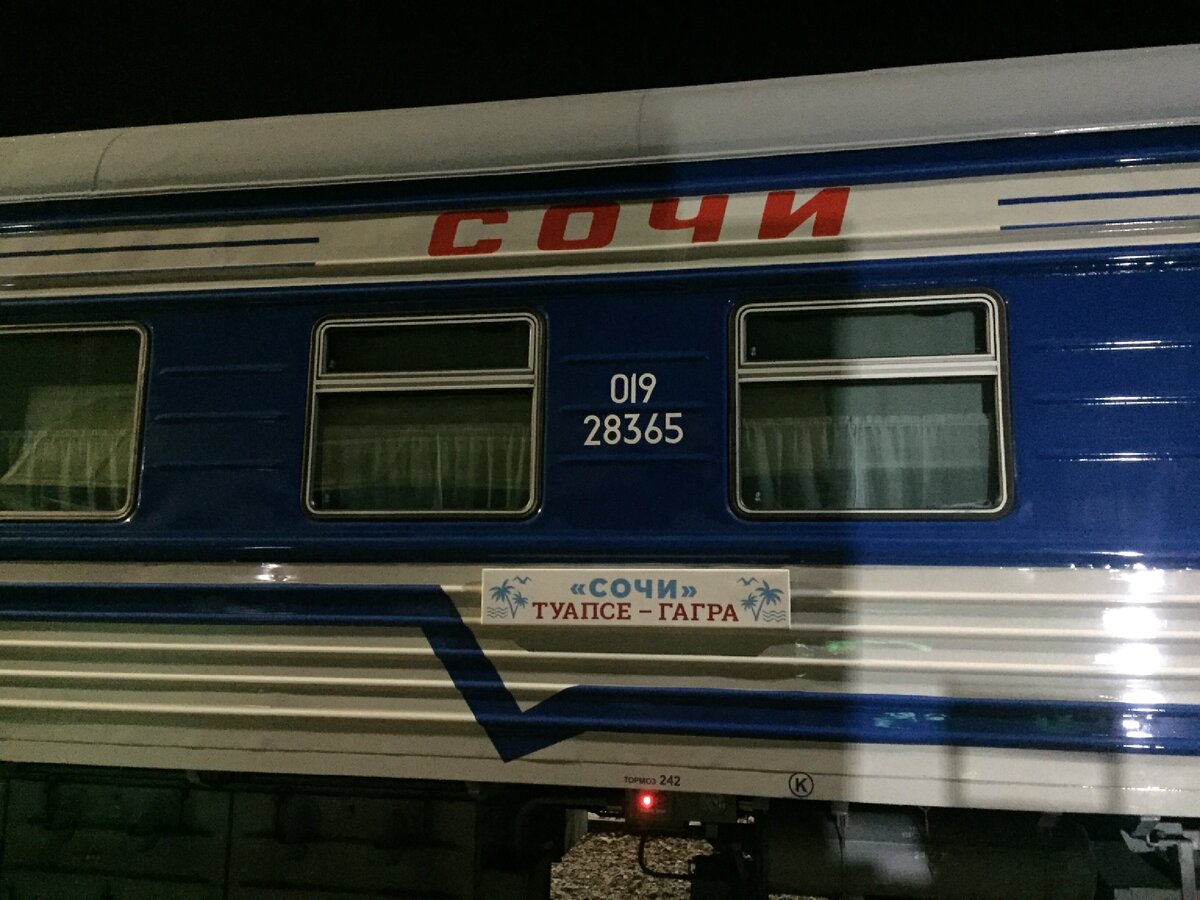 СОЧИ
019
28365
«СОЧИ»
ТУАПСЕ – ГАГРА
ТОРМОЗ 242
К